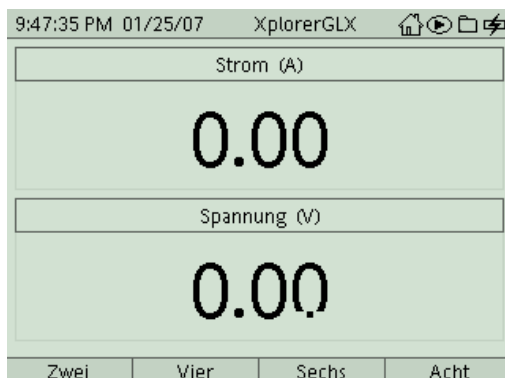 9:47:35 PM 01/25/07 XplorerGLX
Strom (A)
0.00
Spannung (V)
0.00
Zwei Vier Sechs Acht